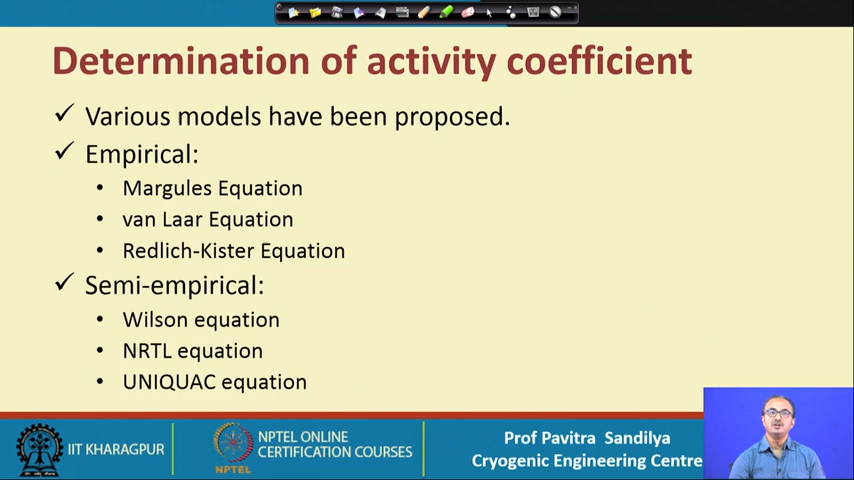 Determination of activity coefficient
✓ Various models have been proposed.
✓ Empirical:
• Margules Equation
• van Laar Equation
• Redlich-Kister Equation
✓ Semi-empirical:
• Wilson equation
• NRTL equation
• UNIQUAC equation
IIT KHARAGPUR
NPTEL
NPTEL ONLINE
CERTIFICATION COURSES
Prof Pavitra Sandilya
Cryogenic Engineering Centre